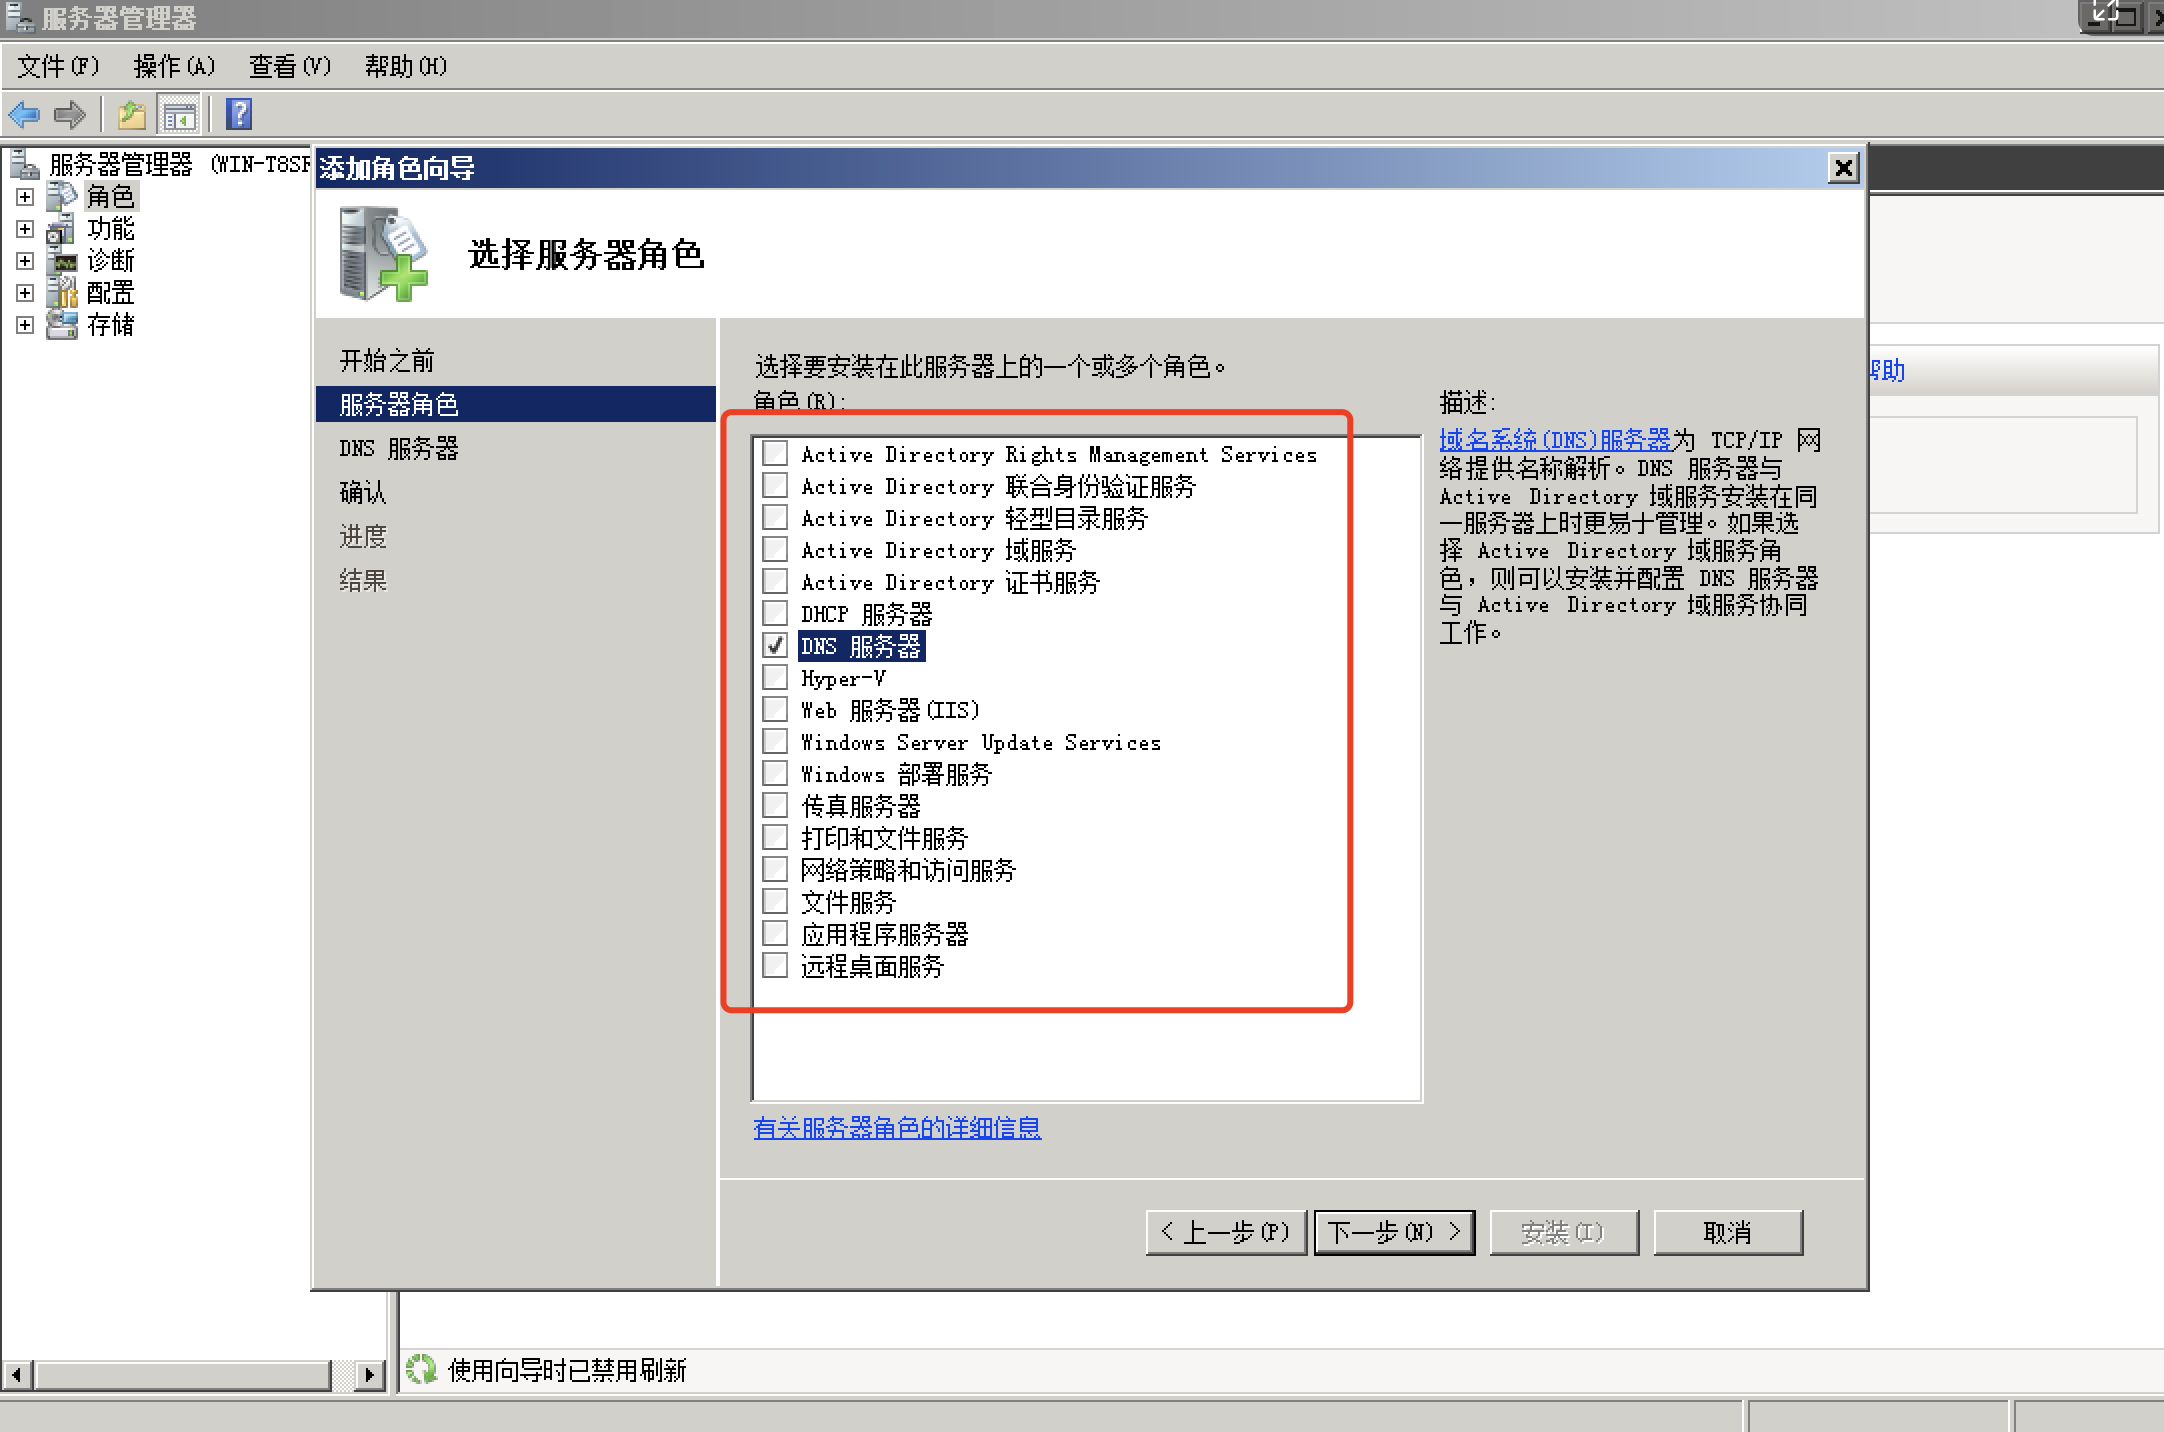 服务器管理器
文件(F) 操作(A) 查看(V) 帮助(H)
服务器管理器 (WIN-T8SF
角色
功能
诊断
配置
存储
添加角色向导
选择服务器角色
开始之前
服务器角色
DNS 服务器
确认
进度
结果
选择要安装在此服务器上的一个或多个角色。
角色(R):
Active Directory Rights Management Services
Active Directory 联合身份验证服务
Active Directory 轻型目录服务
Active Directory 域服务
Active Directory 证书服务
DHCP 服务器
DNS 服务器
Hyper-V
Web 服务器(IIS)
Windows Server Update Services
Windows 部署服务
传真服务器
打印和文件服务
网络策略和访问服务
文件服务
应用程序服务器
远程桌面服务
有关服务器角色的详细信息
描述:
域名系统(DNS)服务器为 TCP/IP 网
络提供名称解析。DNS 服务器与
Active Directory 域服务安装在同
一服务器上时更易于管理。如果选
择 Active Directory 域服务角
色，则可以安装并配置 DNS 服务器
与 Active Directory 域服务协同
工作。
帮助
< 上一步(P) 下一步(N) > 安装(I) 取消
使用向导时已禁用刷新